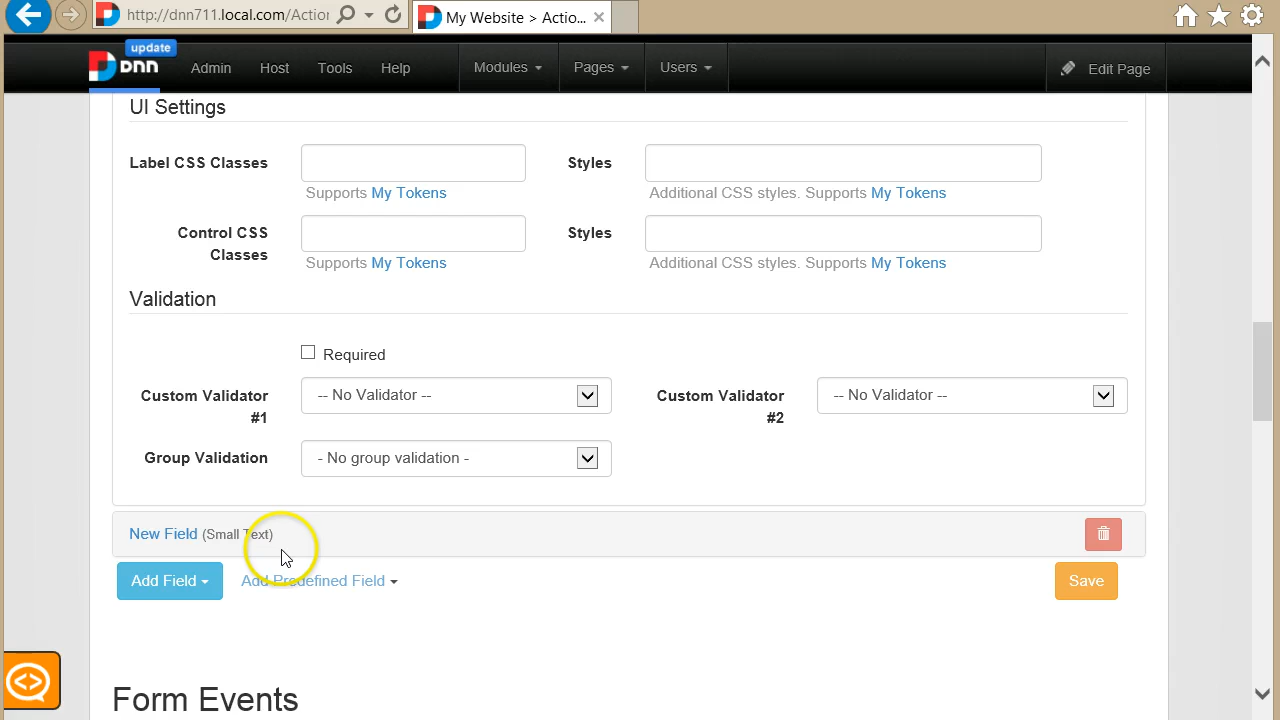 http://dnn711.local.com/Action
My Website > Actio...
update
DNN Admin Host Tools Help Modules Pages Users Edit Page
UI Settings
Label CSS Classes Styles
Supports My Tokens Additional CSS styles. Supports My Tokens
Control CSS Styles
Classes
Supports My Tokens Additional CSS styles. Supports My Tokens
Validation
Required
Custom Validator -- No Validator -- Custom Validator -- No Validator --
#1 #2
Group Validation - No group validation -
New Field (Small Text)
Add Field Add Predefined Field Save
Form Events